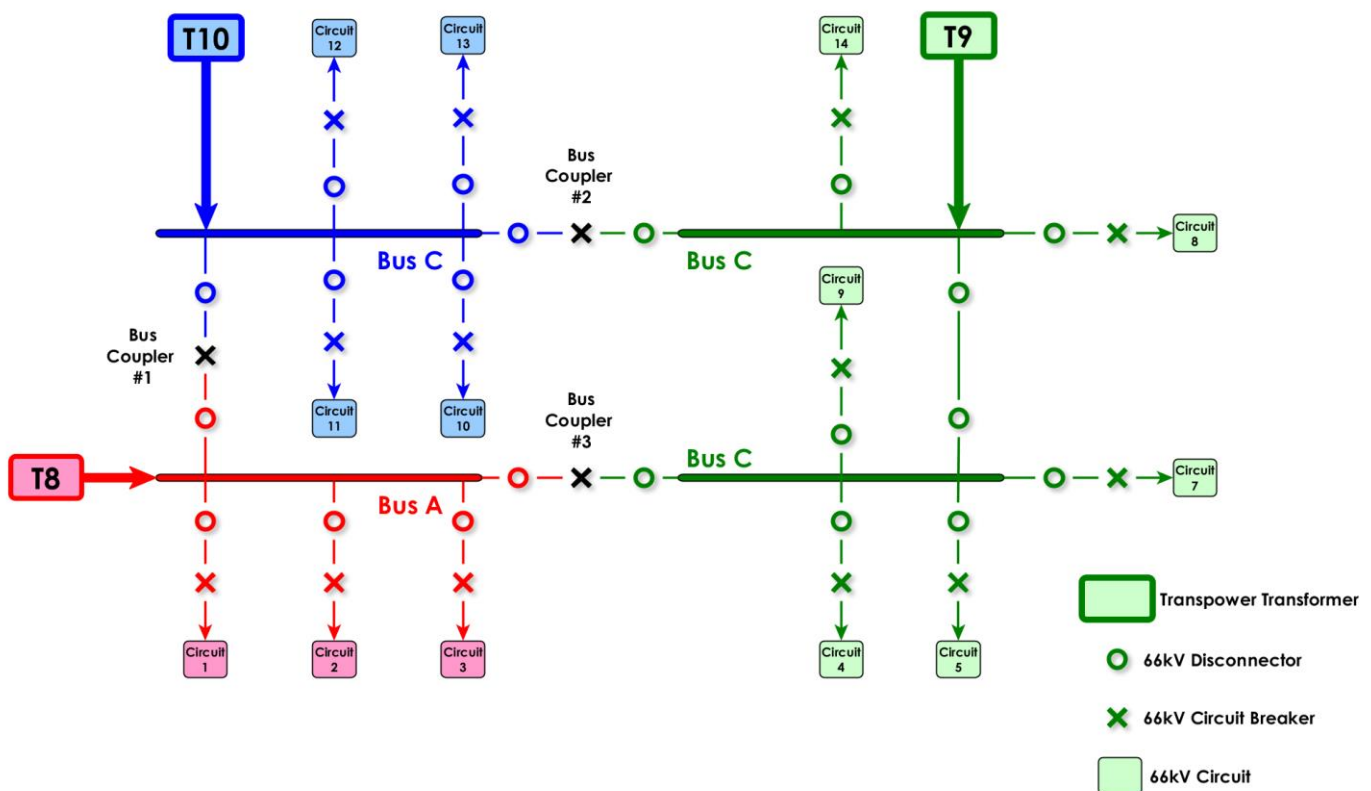 T10
Circuit
12
Circuit
13
Circuit
14
T9
Bus
Coupler
#2
Circuit
8
Bus C
Bus C
Circuit
9
Bus
Coupler
#1
Circuit
11
Circuit
10
Bus
Coupler
#3
Bus C
T8
Circuit
7
Bus A
Circuit
1
Circuit
2
Circuit
3
Circuit
4
Circuit
5
Transpower Transformer
66kV Disconnector
66kV Circuit Breaker
66kV Circuit